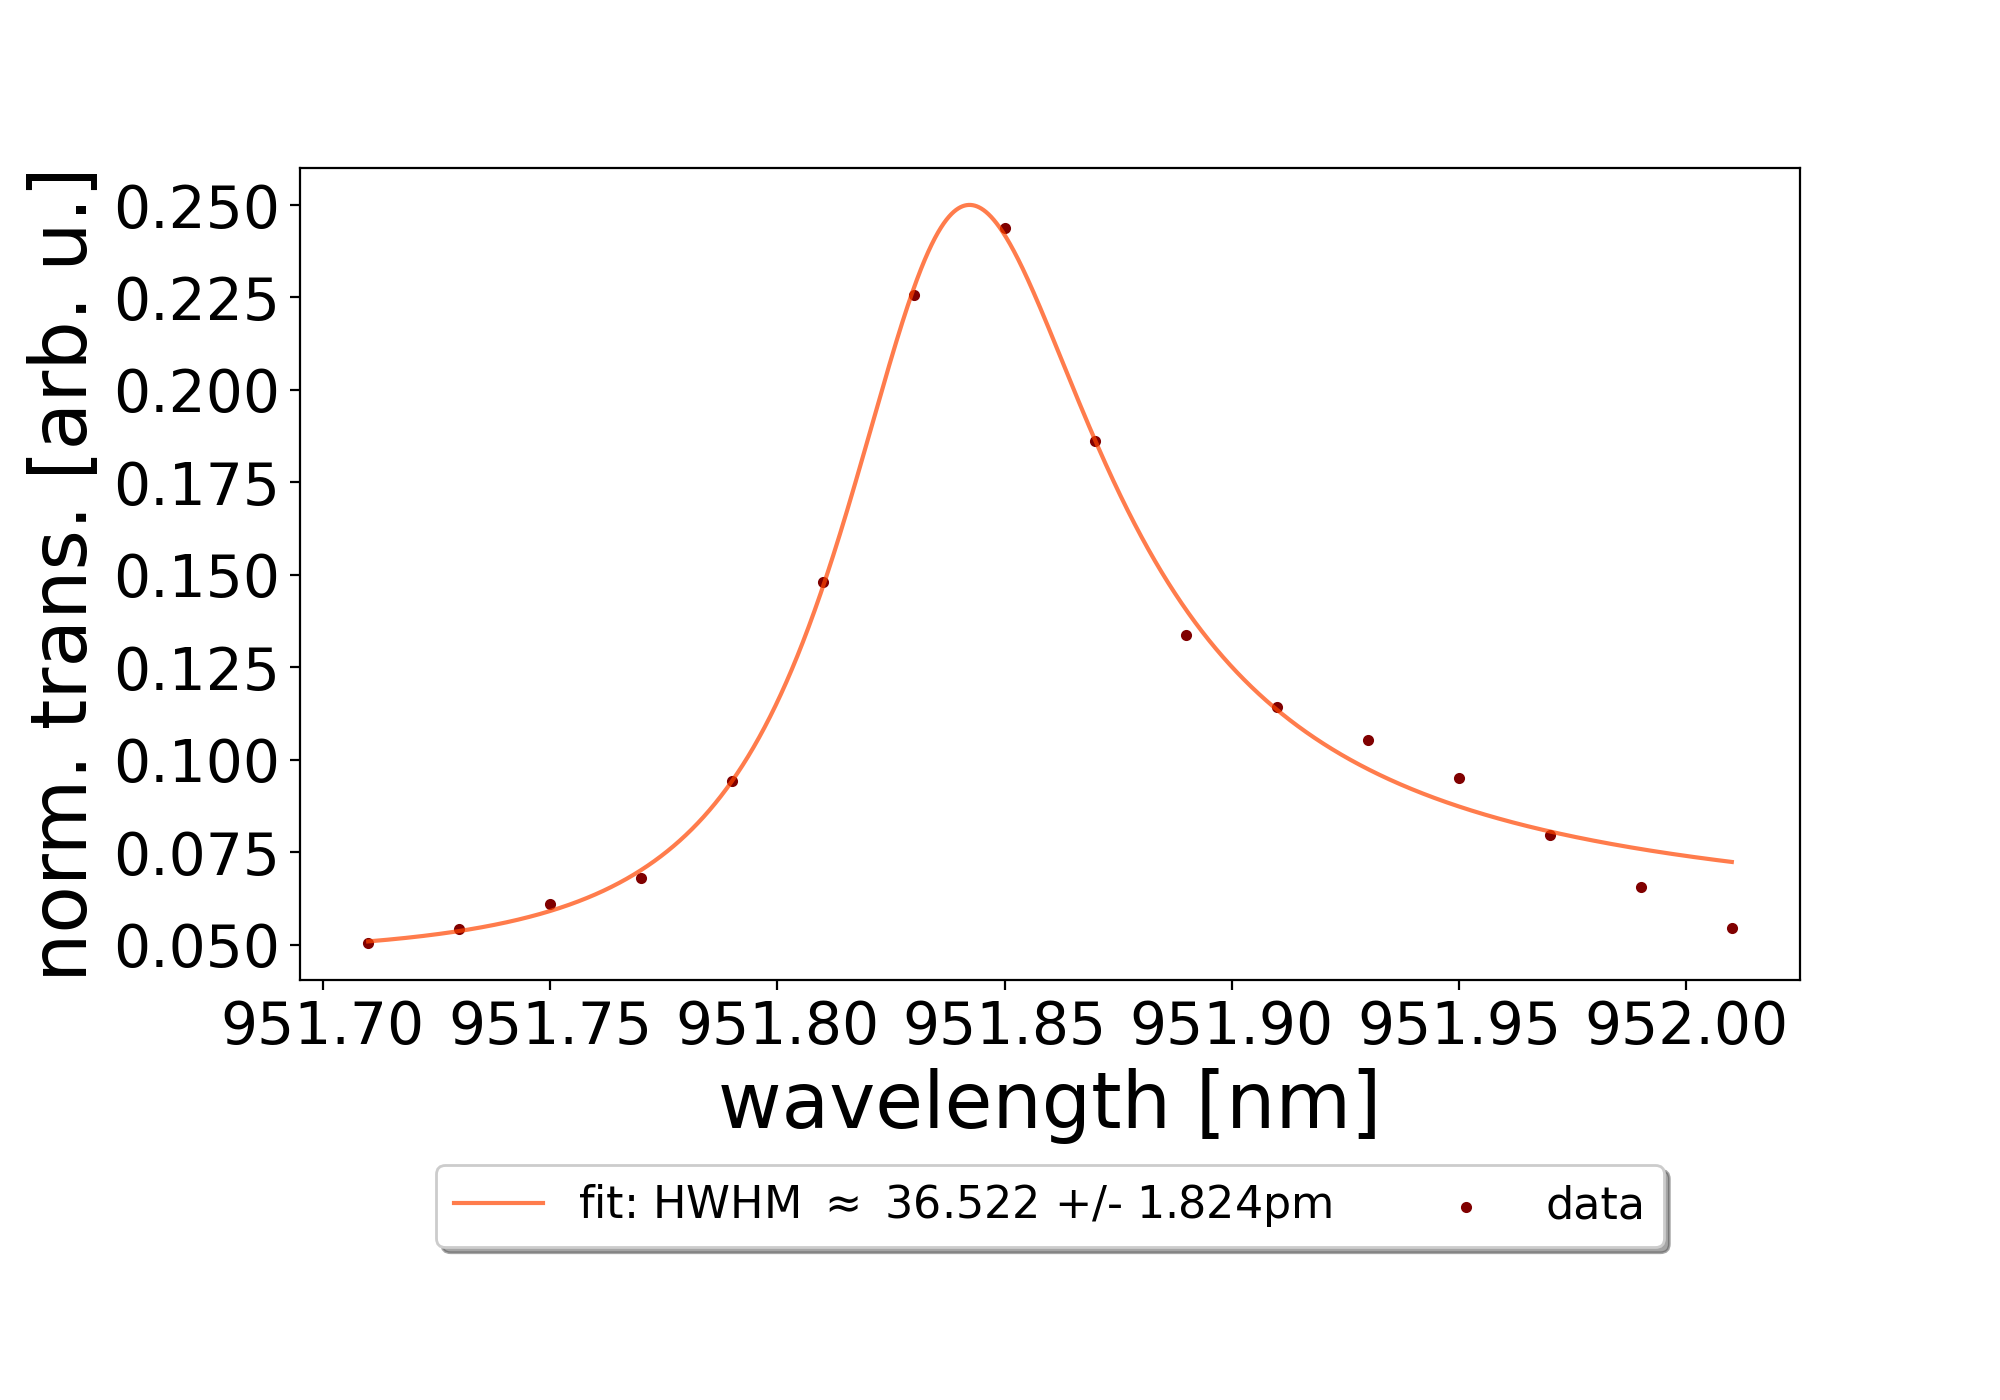 norm. trans. [arb. u.]
0.250
0.225
0.200
0.175
0.150
0.125
0.100
0.075
0.050
951.70 951.75 951.80 951.85 951.90 951.95 952.00
wavelength [nm]
fit: HWHM ≈ 36.522 +/- 1.824pm data